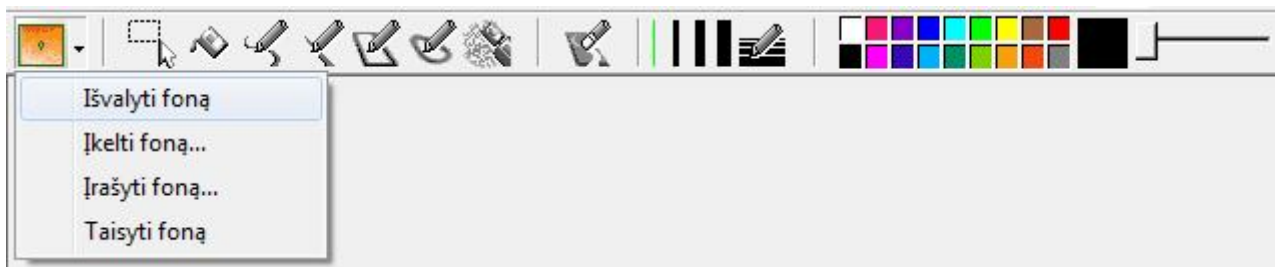 Išvalyti foną
Įkelti foną...
Įrašyti foną...
Taisyti foną